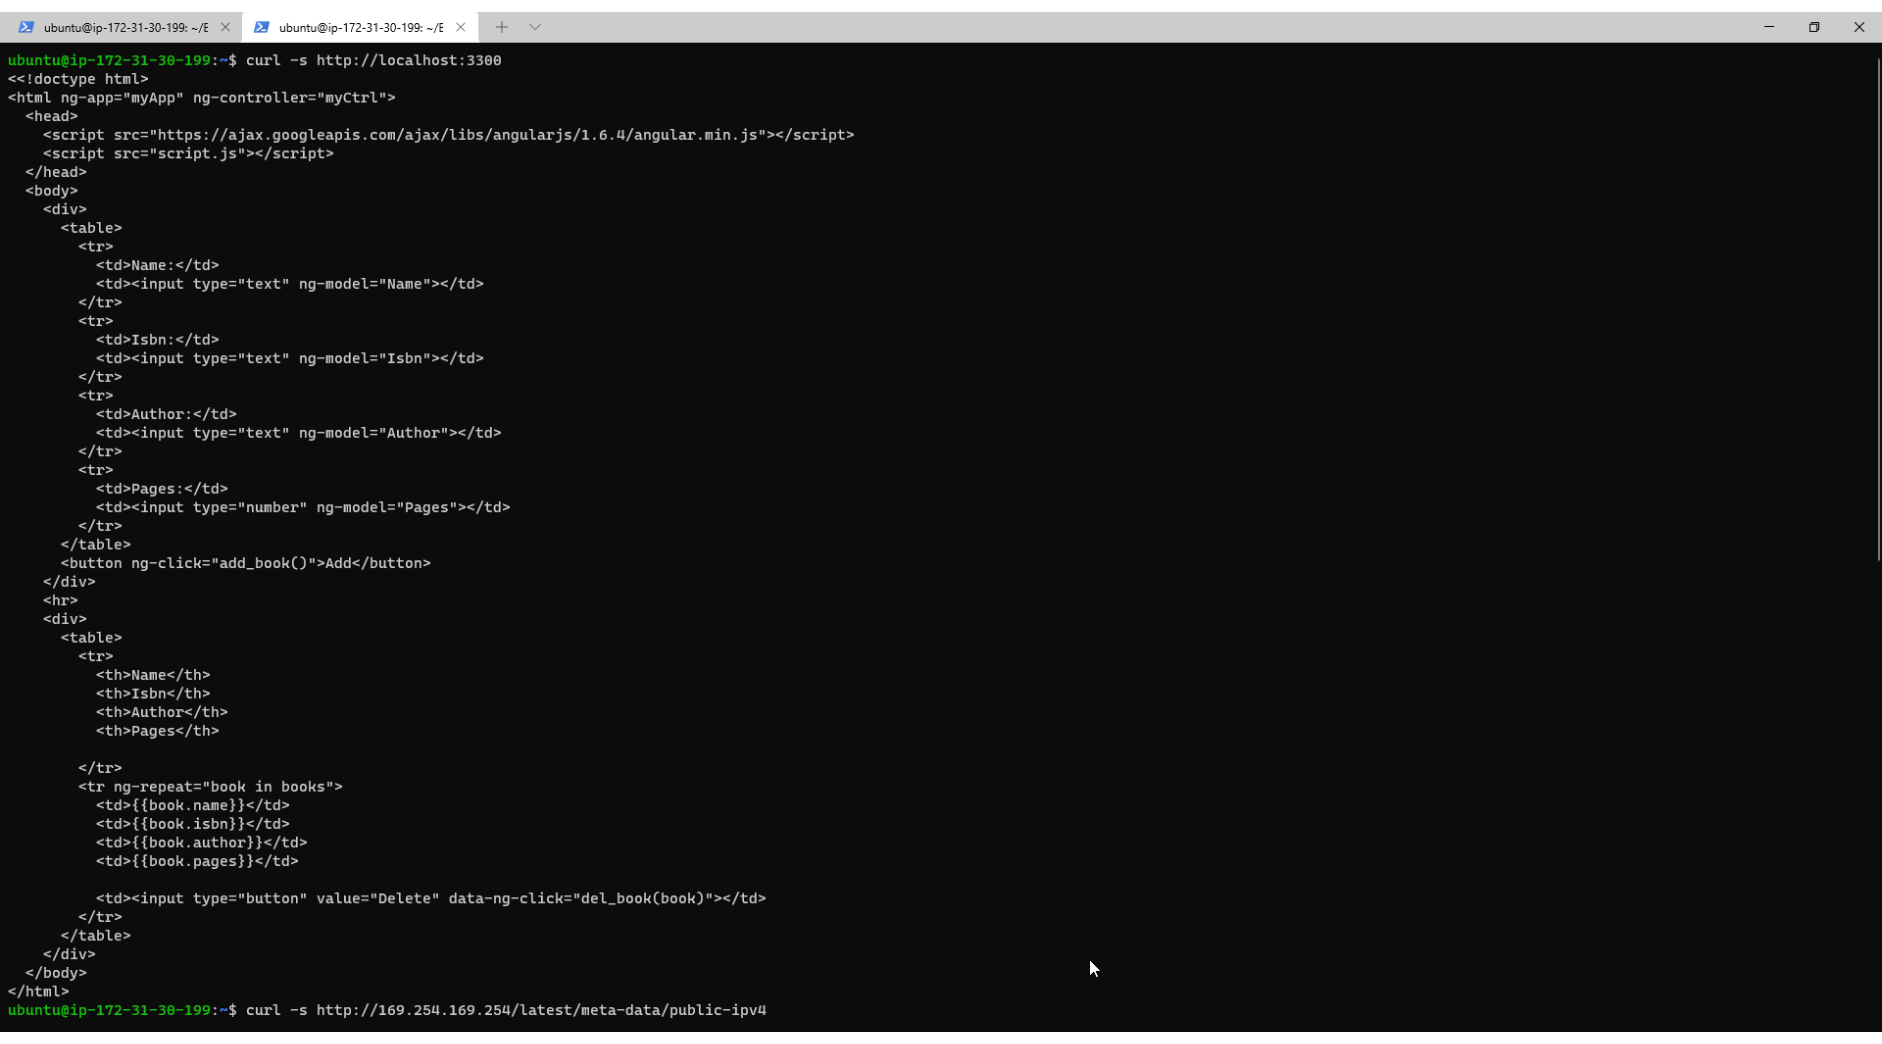 ubuntu@ip-172-31-30-199: ~/E
ubuntu@ip-172-31-30-199: ~/E
ubuntu@ip-172-31-30-199:~$ curl -s http://localhost:3300
<<!doctype html>
<html ng-app="myApp" ng-controller="myCtrl">
  <head>
    <script src="https://ajax.googleapis.com/ajax/libs/angularjs/1.6.4/angular.min.js"></script>
    <script src="script.js"></script>
  </head>
  <body>
    <div>
      <table>
        <tr>
          <td>Name:</td>
          <td><input type="text" ng-model="Name"></td>
        </tr>
        <tr>
          <td>Isbn:</td>
          <td><input type="text" ng-model="Isbn"></td>
        </tr>
        <tr>
          <td>Author:</td>
          <td><input type="text" ng-model="Author"></td>
        </tr>
        <tr>
          <td>Pages:</td>
          <td><input type="number" ng-model="Pages"></td>
        </tr>
      </table>
      <button ng-click="add_book()">Add</button>
    </div>
    <hr>
    <div>
      <table>
        <tr>
          <th>Name</th>
          <th>Isbn</th>
          <th>Author</th>
          <th>Pages</th>

        </tr>
        <tr ng-repeat="book in books">
          <td>{{book.name}}</td>
          <td>{{book.isbn}}</td>
          <td>{{book.author}}</td>
          <td>{{book.pages}}</td>

          <td><input type="button" value="Delete" data-ng-click="del_book(book)"></td>
        </tr>
      </table>
    </div>
  </body>
</html>
ubuntu@ip-172-31-30-199:~$ curl -s http://169.254.169.254/latest/meta-data/public-ipv4